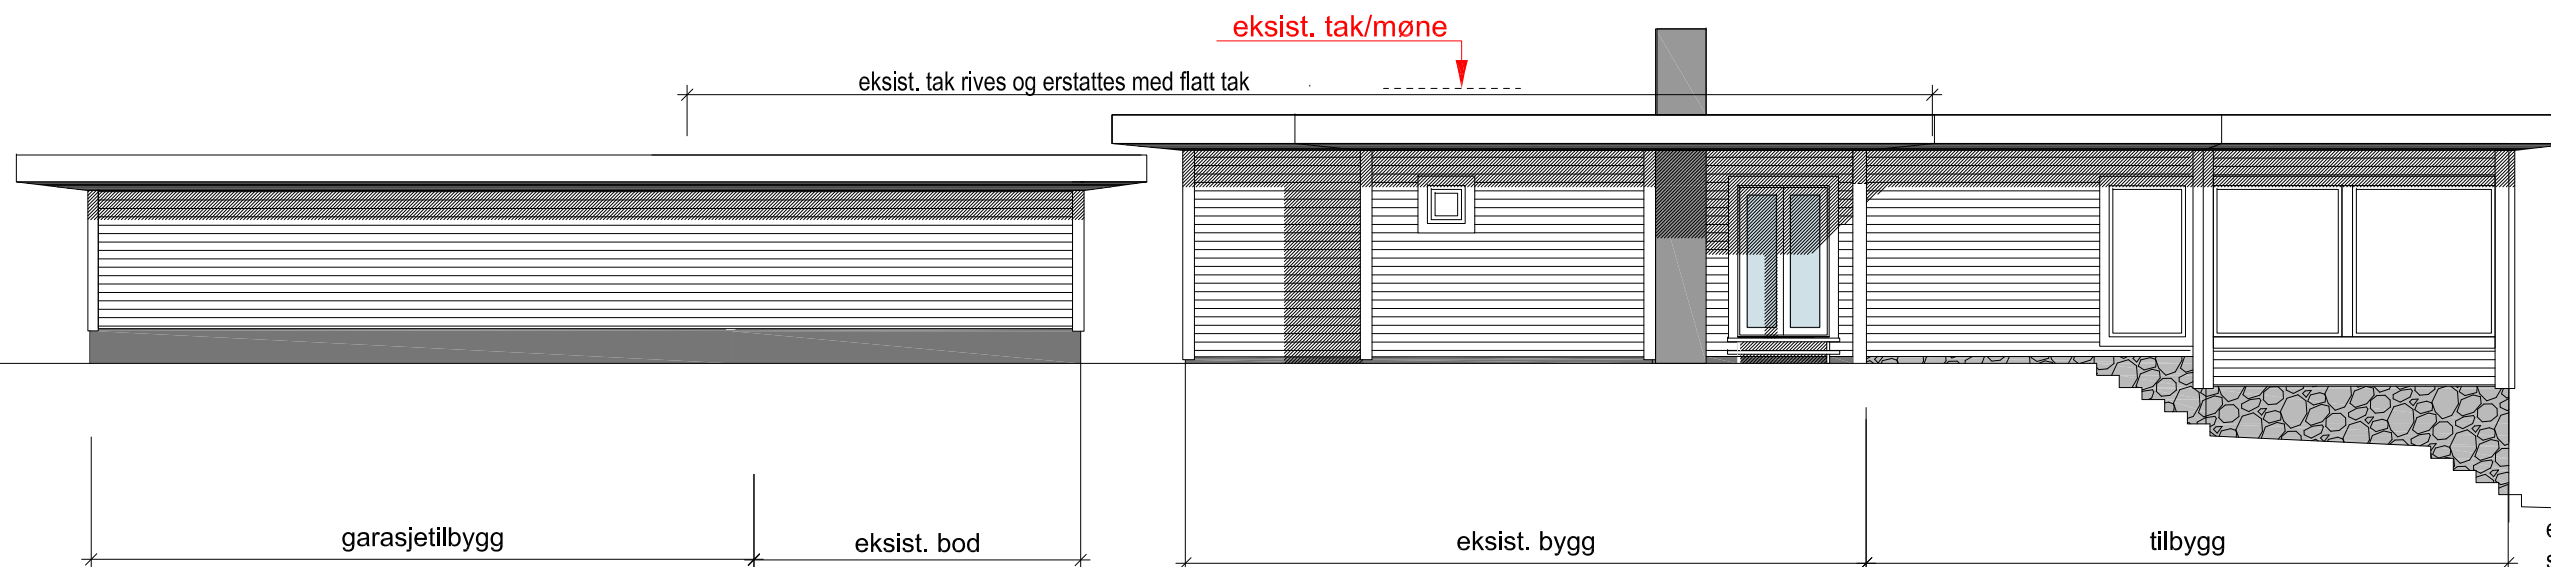 eksist. tak/møne
eksist. tak rives og erstattes med flatt tak
garasjetilbygg
eksist. bod
eksist. bygg
tilbygg